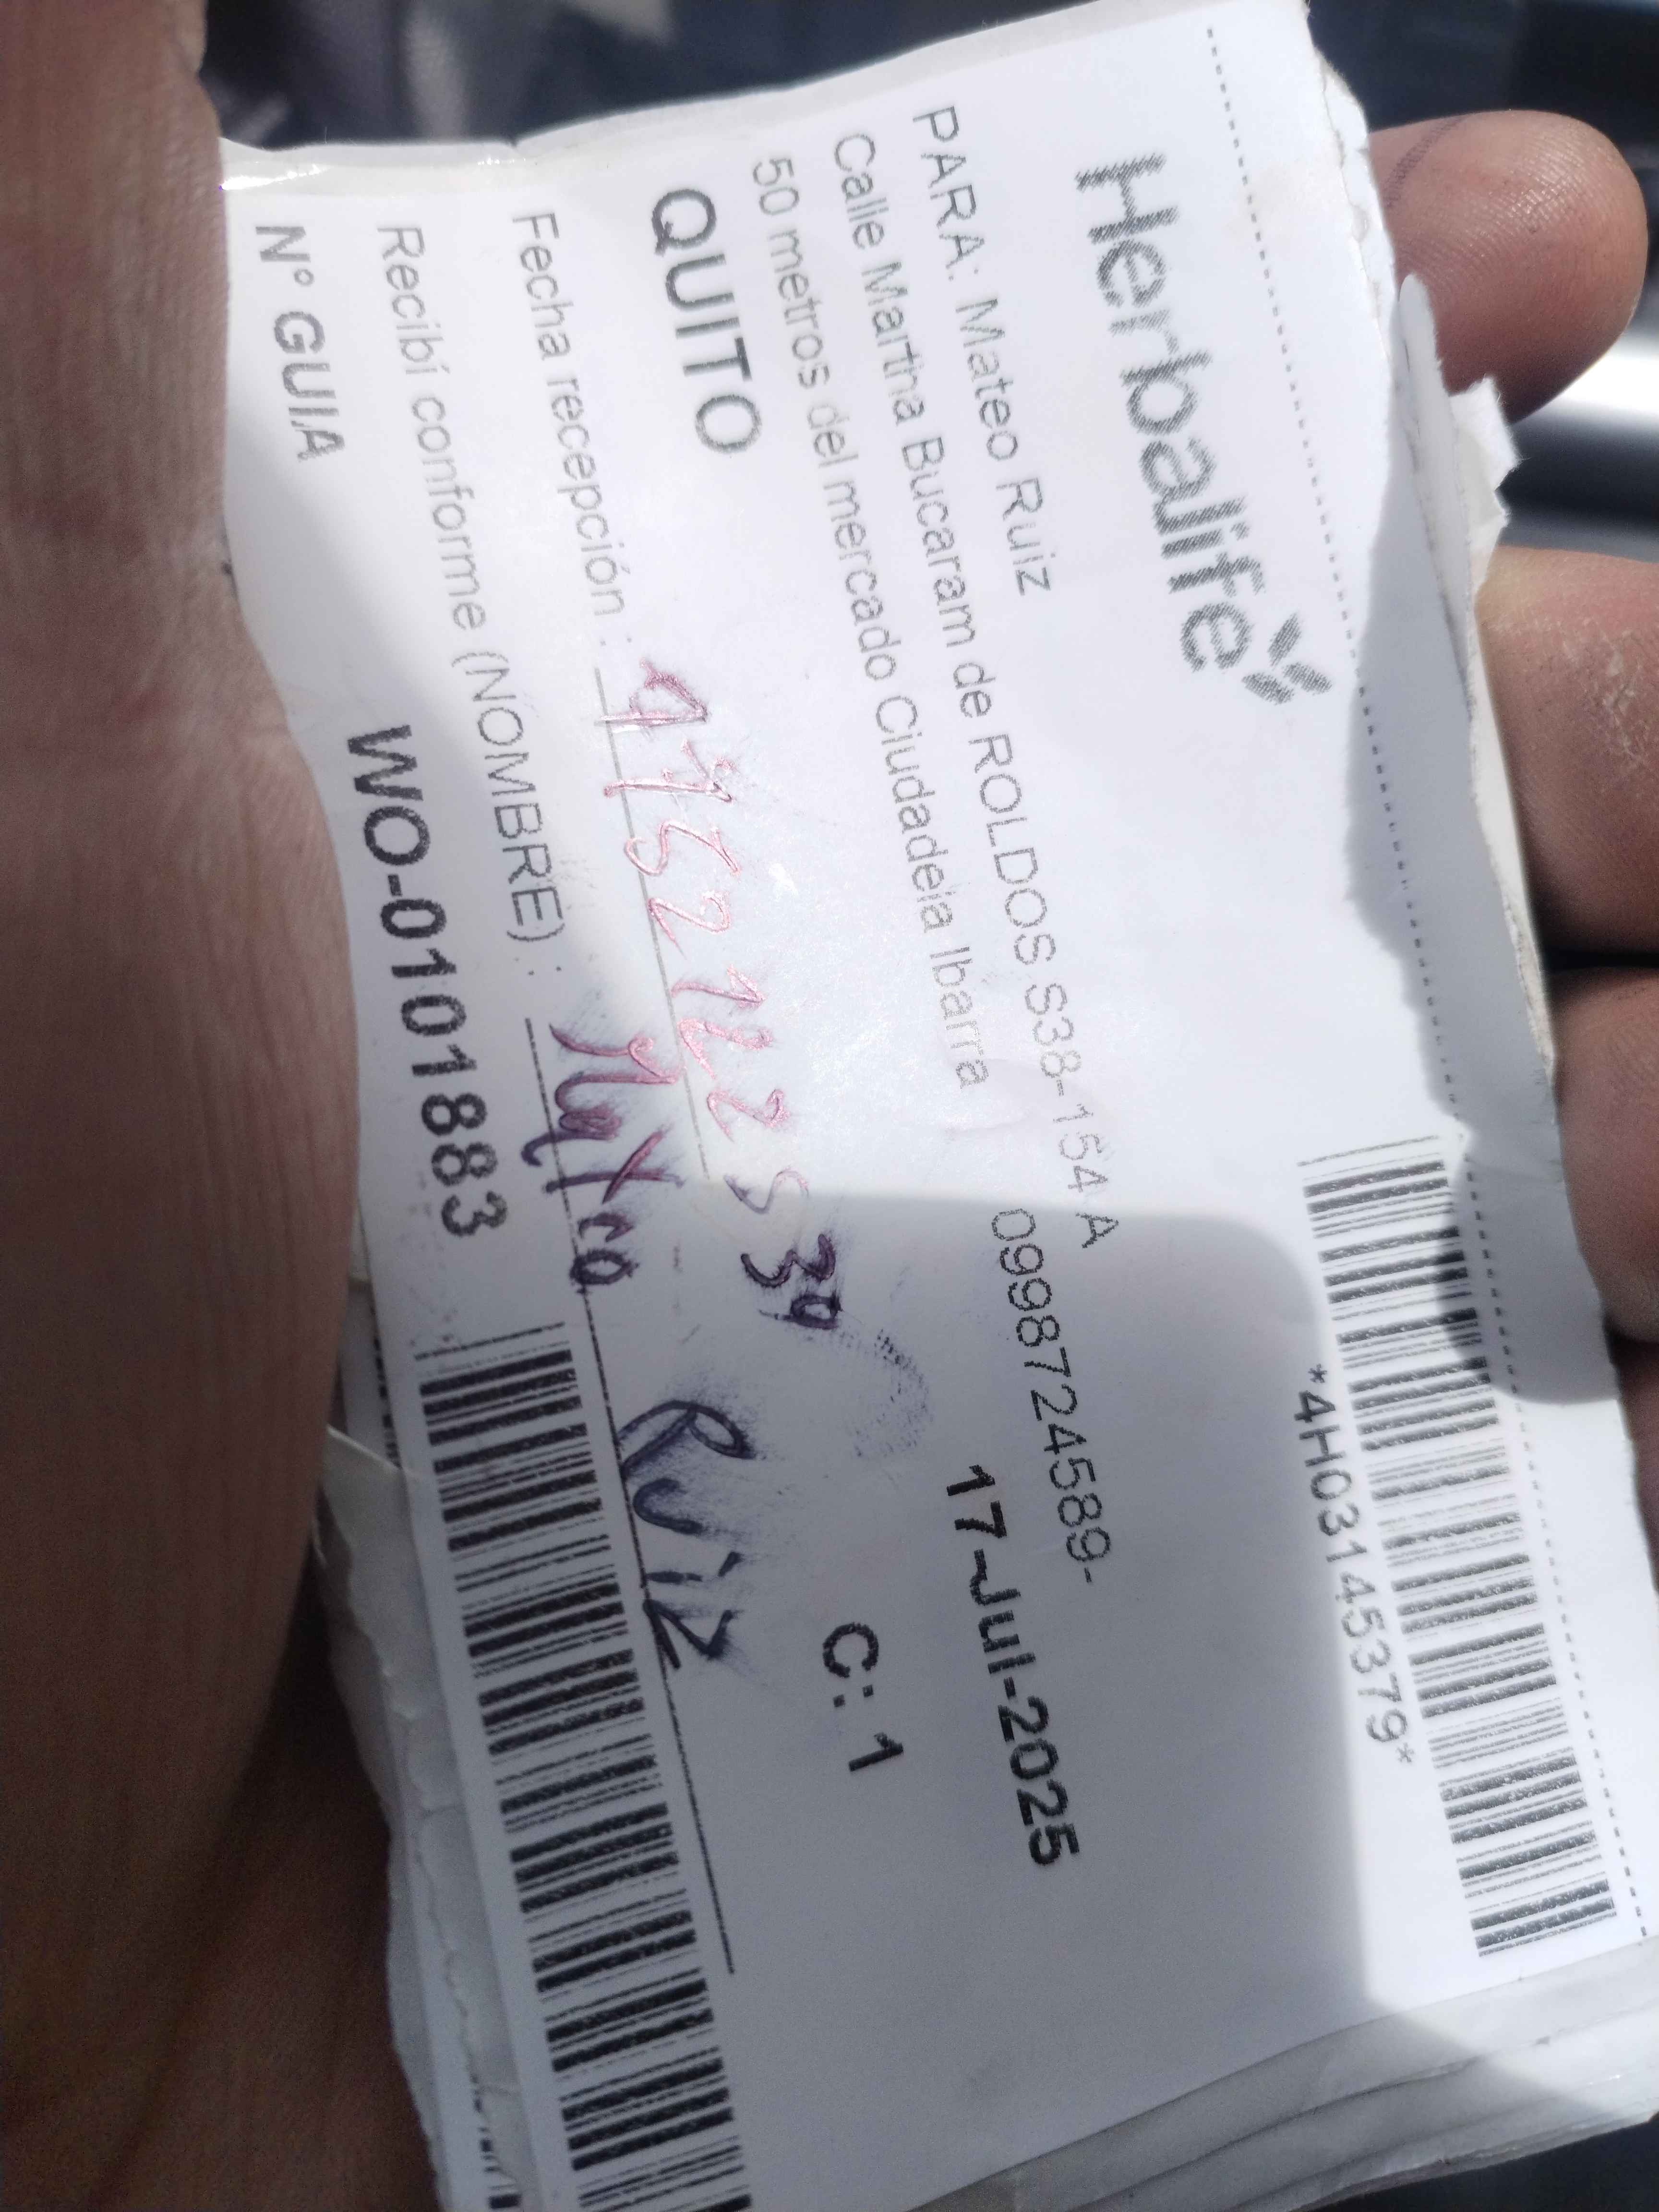 Herbalife
*4H03145379*
PARA: Mateo Ruiz
Calle Martha Bucaram de ROLDOS S38-154 A
50 metros del mercado Ciudadela Ibarra 0998724589-
QUITO 17-Jul-2025
C: 1
Fecha recepción :
Recibí conforme (NOMBRE) : Mateo Ruiz
N° GUIA WO-0101883